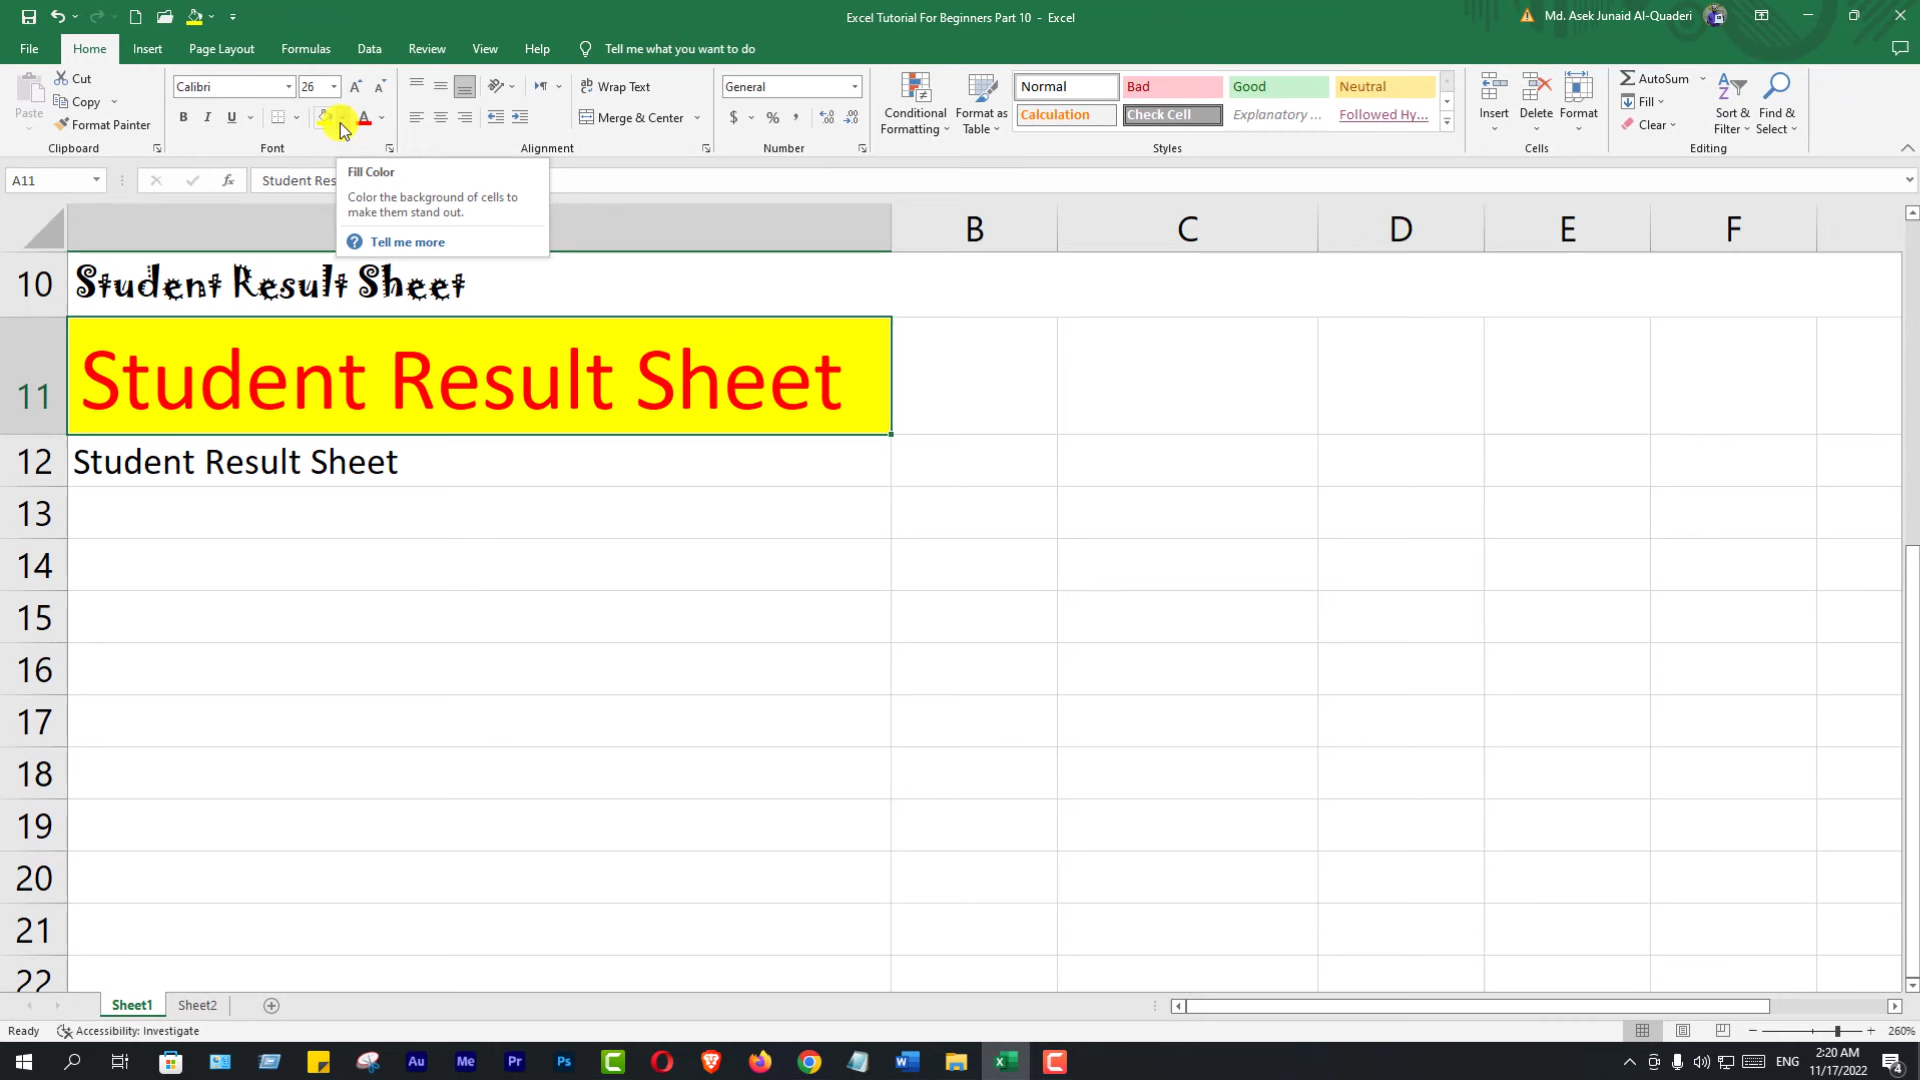 Excel Tutorial For Beginners Part 10 - Excel
Md. Asek Junaid Al-Quaderi
File Home Insert Page Layout Formulas Data Review View Help Tell me what you want to do
Paste
Cut
Copy
Format Painter
Clipboard
Calibri 26
B I U
A
Font
Wrap Text
Merge & Center
Alignment
General
$ % ,
Number
Conditional Formatting
Format as Table
Normal Bad Good Neutral
Calculation Check Cell Explanatory ... Followed Hy...
Styles
Insert Delete Format
Cells
AutoSum
Fill
Clear
Sort & Filter
Find & Select
Editing
A11
fx
Student Res
Fill Color
Color the background of cells to
make them stand out.
Tell me more
B C D E F
10 Student Result Sheet
11 Student Result Sheet
12 Student Result Sheet
13
14
15
16
17
18
19
20
21
22
Sheet1 Sheet2
Ready Accessibility: Investigate
260%
Au Me Pr Ps
ENG
2:20 AM
11/17/2022
4